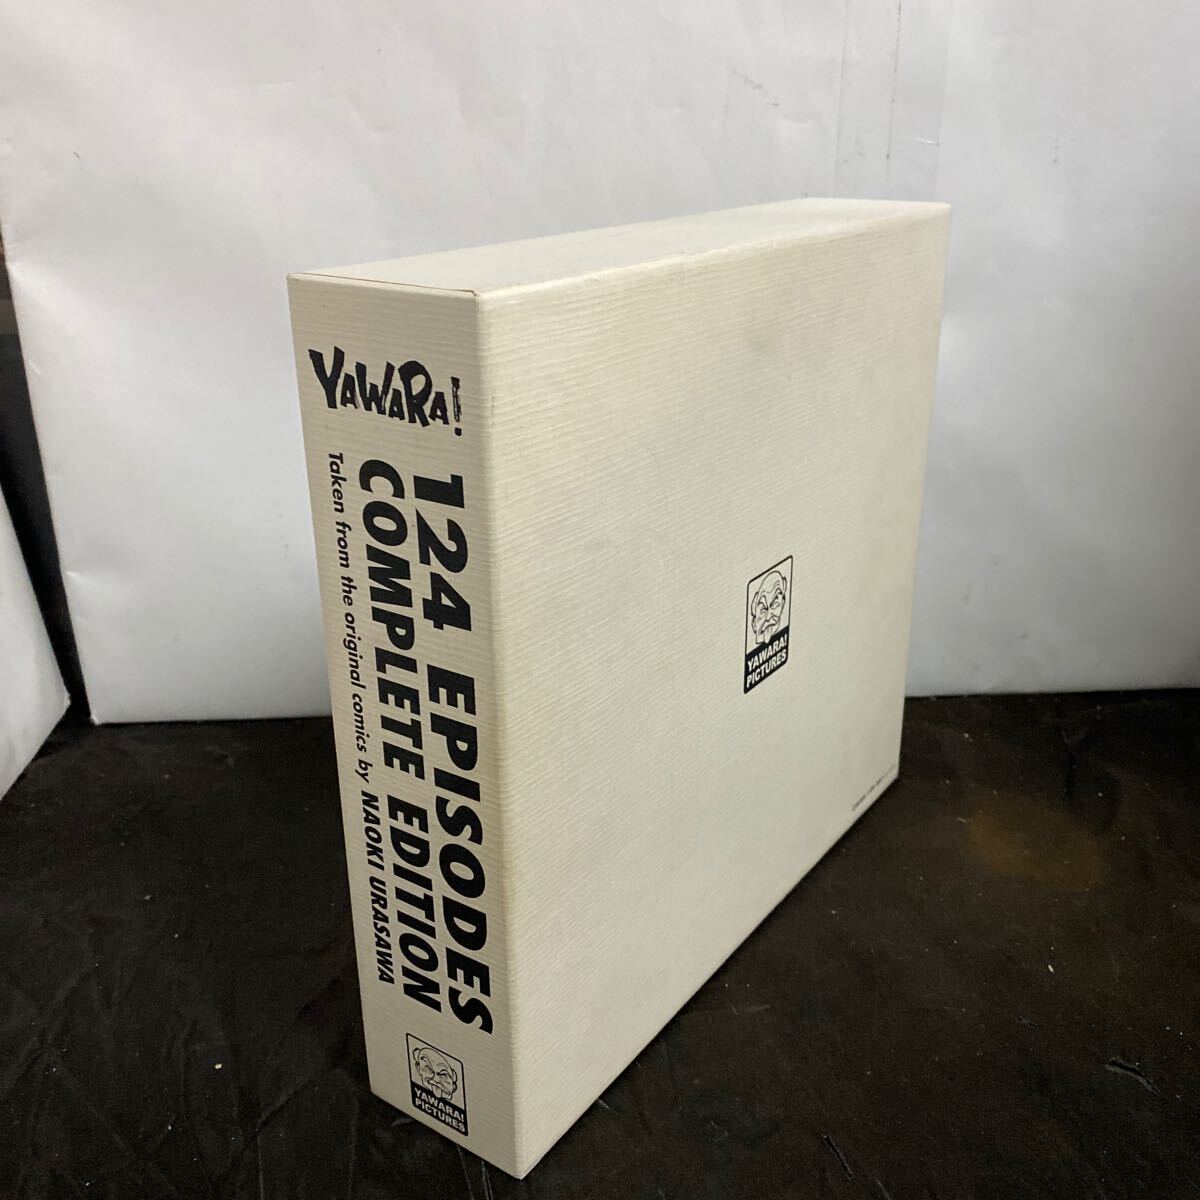 YAWARA!
124 EPISODES
COMPLETE EDITION
Taken from the original comics by NAOKI URASAWA
YAWARA!
PICTURES
YAWARA!
PICTURES